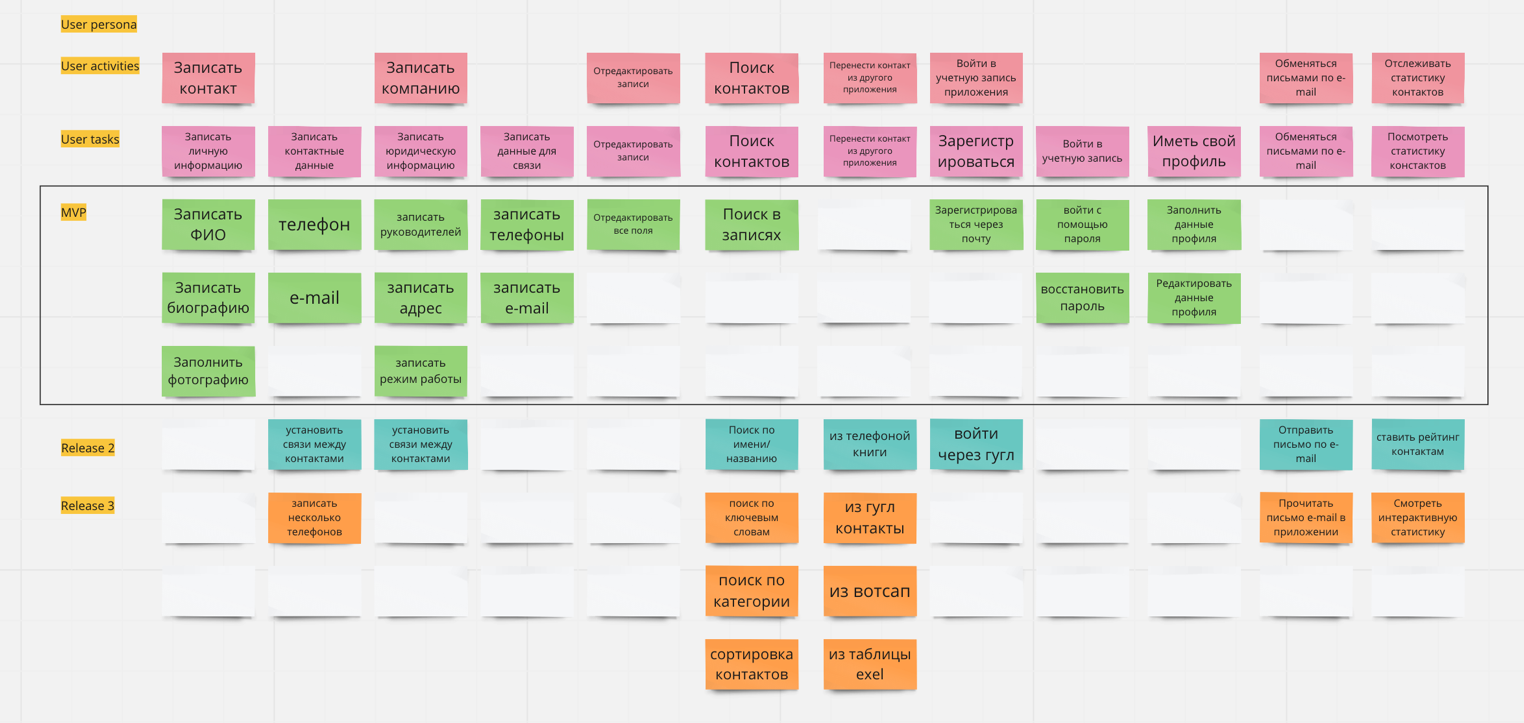 User persona
User activities
Записать
контакт
Записать
компанию
Отредактировать
записи
Поиск
контактов
Перенести контакт
из другого
приложения
Войти в
учетную запись
приложения
Обменяться
письмами по e-
mail
Отслеживать
статистику
контактов
User tasks
Записать
личную
информацию
Записать
контактные
данные
Записать
юридическую
информацию
Записать
данные для
связи
Отредактировать
записи
Поиск
контактов
Перенести контакт
из другого
приложения
Зарегистр
ироваться
Войти в
учетную запись
Иметь свой
профиль
Обменяться
письмами по e-
mail
Посмотреть
статистику
констактов
MVP
Записать
ФИО
телефон
записать
руководителей
записать
телефоны
Отредактировать
все поля
Поиск в
записях
Зарегистрирова
ться через
почту
войти с
помощью
пароля
Заполнить
данные
профиля
Записать
биографию
e-mail
записать
адрес
записать
e-mail
восстановить
пароль
Редактировать
данные
профиля
Заполнить
фотографию
записать
режим работы
Release 2
установить
связи между
контактами
установить
связи между
контактами
Поиск по
имени/
названию
из телефоной
книги
войти
через гугл
Отправить
письмо по e-
mail
ставить рейтинг
контактам
Release 3
записать
несколько
телефонов
поиск по
ключевым
словам
из гугл
контакты
Прочитать
письмо e-mail в
приложении
Смотреть
интерактивную
статистику
поиск по
категории
из вотсап
сортировка
контактов
из таблицы
exel